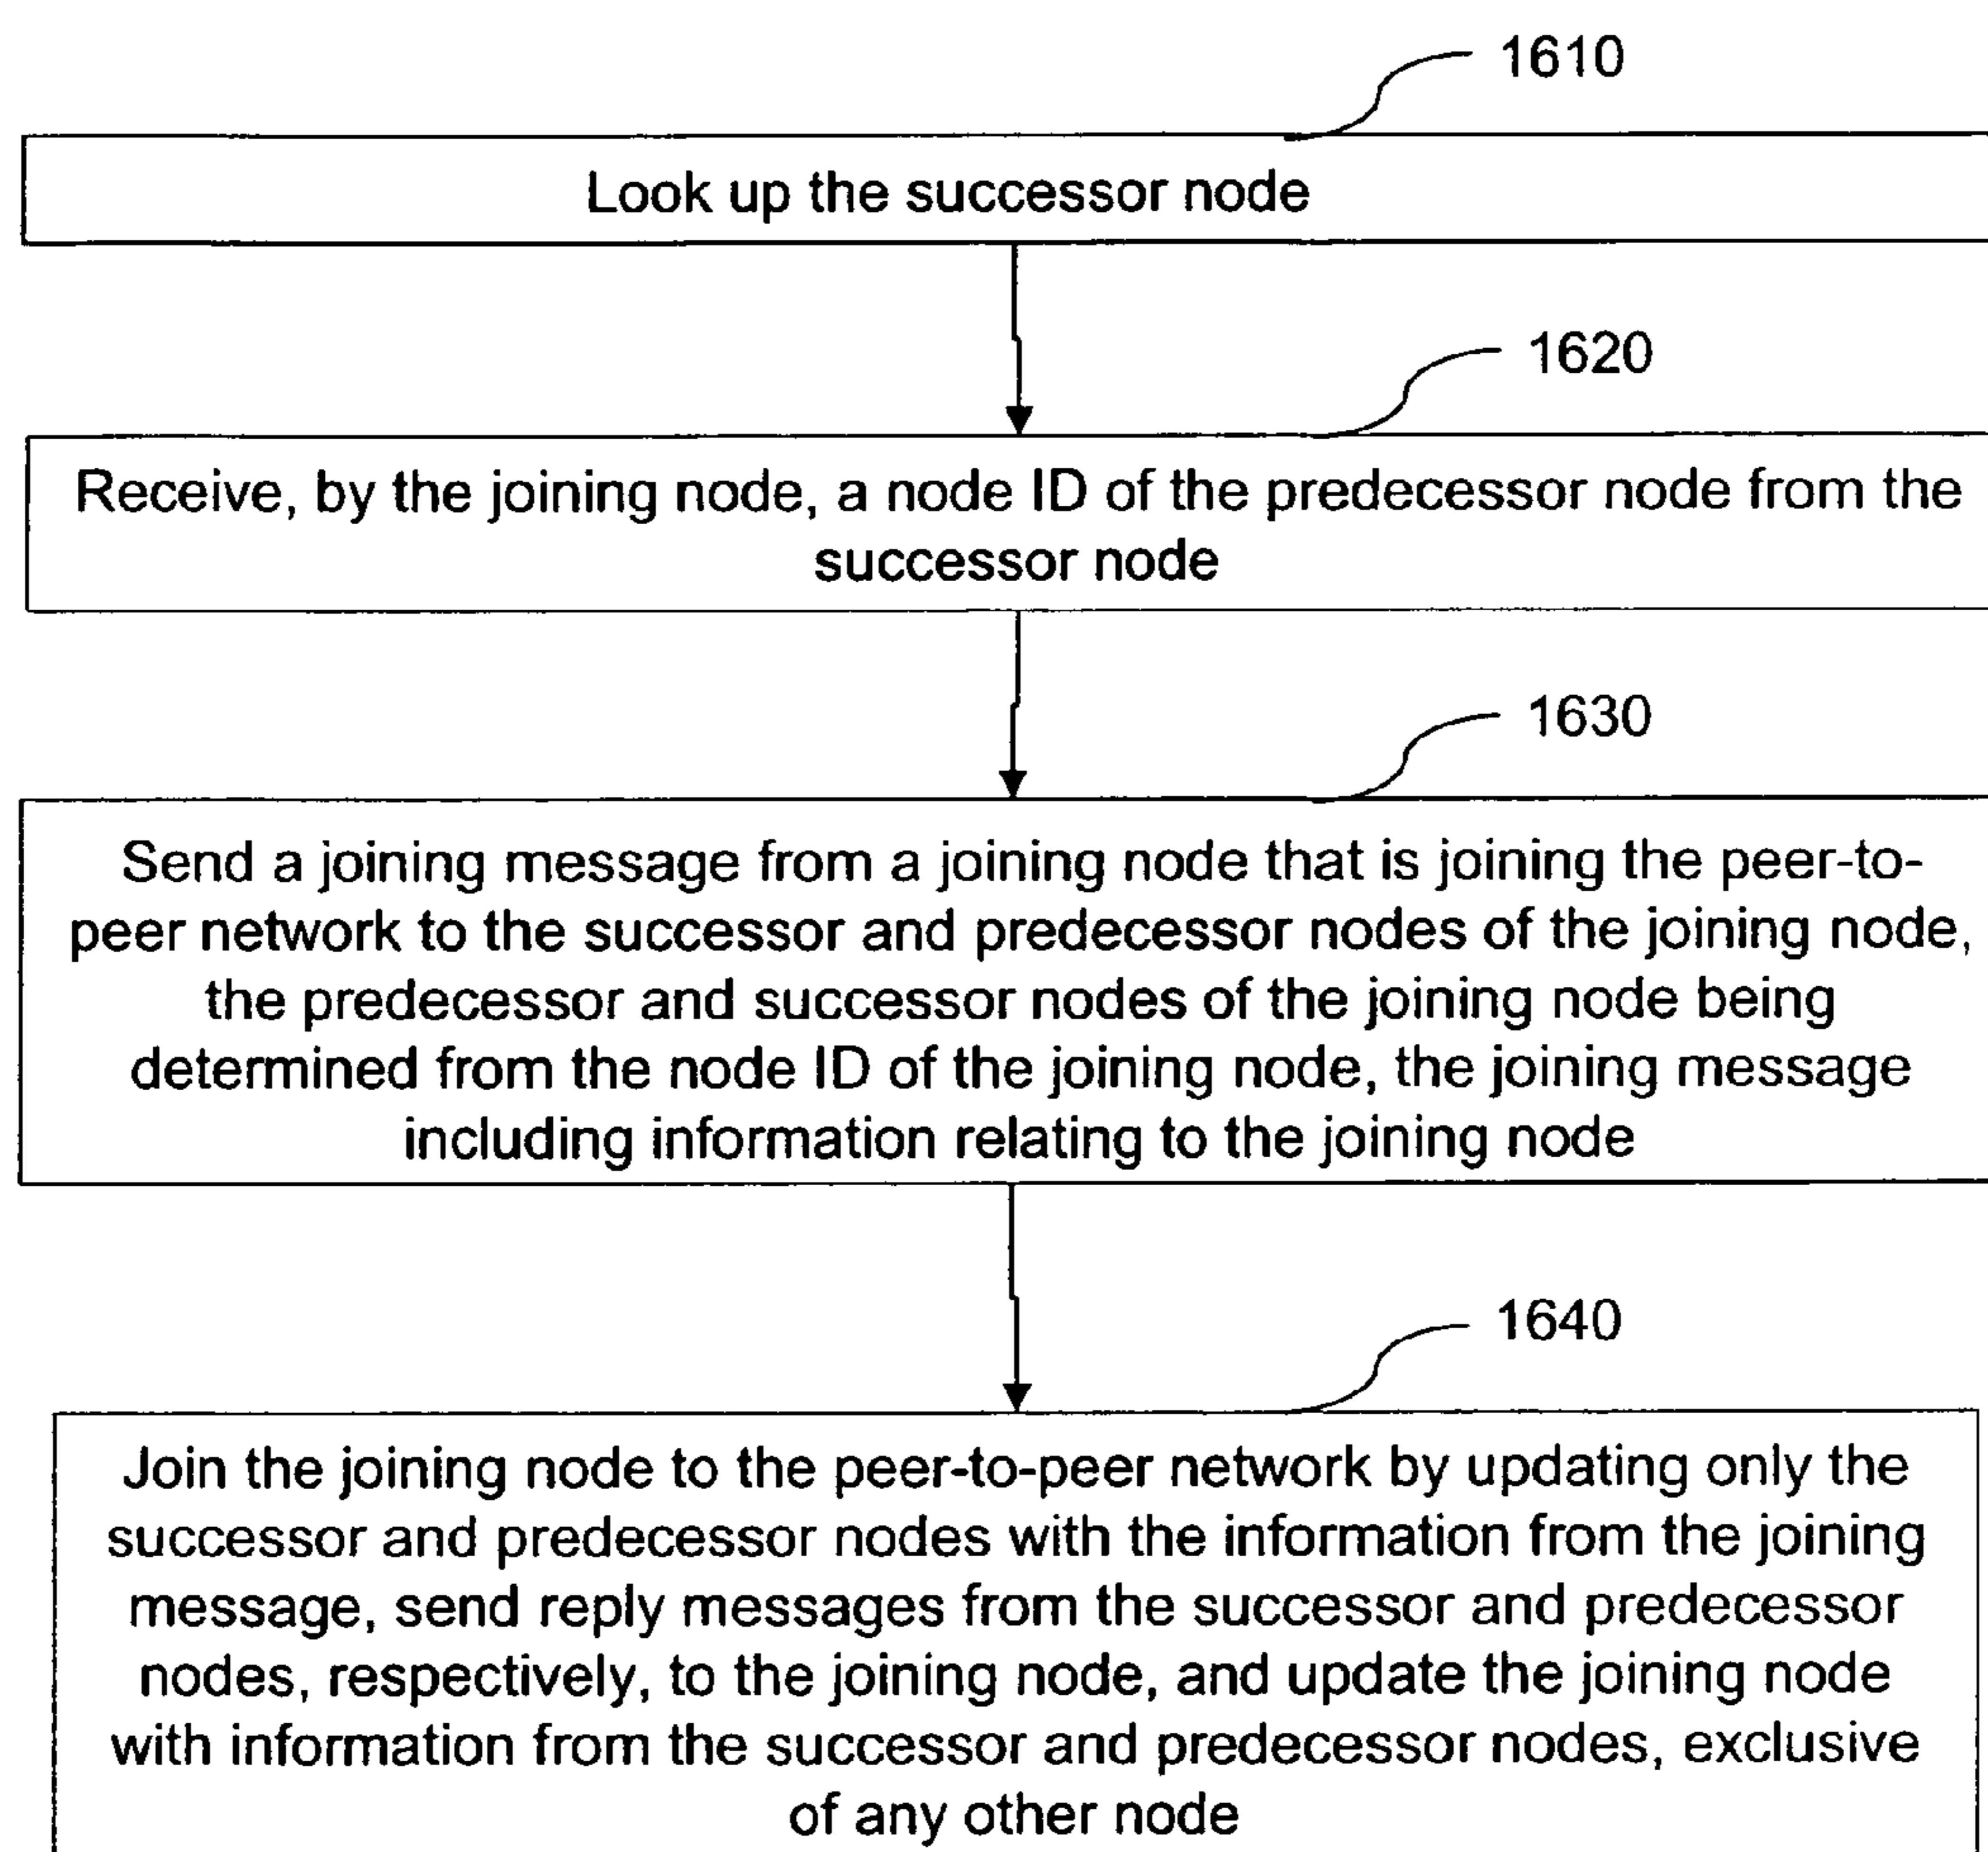 1610
Look up the successor node
1620
Receive, by the joining node, a node ID of the predecessor node from the
successor node
1630
Send a joining message from a joining node that is joining the peer-to-
peer network to the successor and predecessor nodes of the joining node,
the predecessor and successor nodes of the joining node being
determined from the node ID of the joining node, the joining message
including information relating to the joining node
1640
Join the joining node to the peer-to-peer network by updating only the
successor and predecessor nodes with the information from the joining
message, send reply messages from the successor and predecessor
nodes, respectively, to the joining node, and update the joining node
with information from the successor and predecessor nodes, exclusive
of any other node